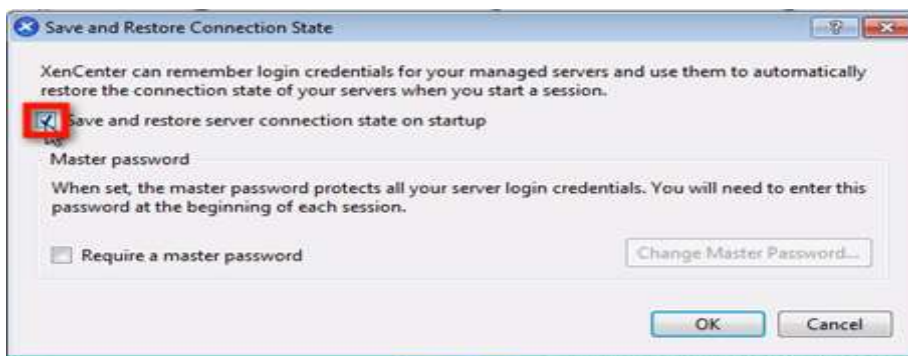 Save and Restore Connection State
XenCenter can remember login credentials for your managed servers and use them to automatically
restore the connection state of your servers when you start a session.
Save and restore server connection state on startup
Master password
When set, the master password protects all your server login credentials. You will need to enter this
password at the beginning of each session.
Require a master password
Change Master Password...
OK
Cancel